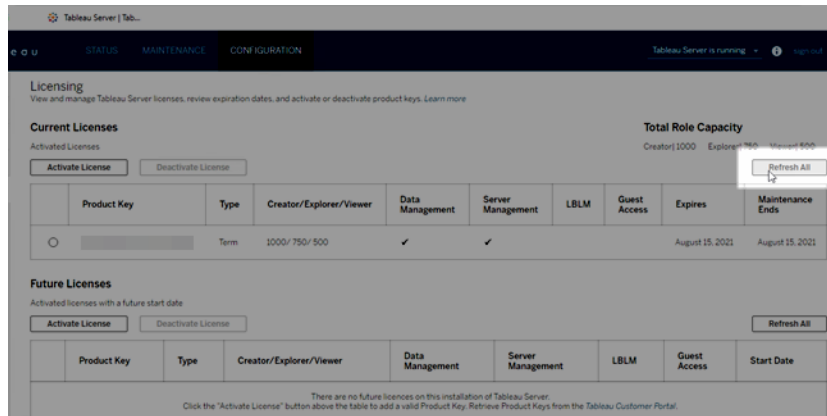 Tableau Server | Tab...
e a u STATUS MAINTENANCE CONFIGURATION Tableau Server is running sign out
Licensing
View and manage Tableau Server licenses, review expiration dates, and activate or deactivate product keys. Learn more
Current Licenses Total Role Capacity
Activated Licenses Creator| 1000 Explorer| 750 Viewer| 500
Activate License Deactivate License Refresh All
Product Key Type Creator/Explorer/Viewer Data Management Server Management LBLM Guest Access Expires Maintenance Ends
Term 1000/ 750/ 500 ✔ ✔ August 15, 2021 August 15, 2021
Future Licenses
Activated licenses with a future start date
Activate License Deactivate License Refresh All
Product Key Type Creator/Explorer/Viewer Data Management Server Management LBLM Guest Access Start Date
There are no future licences on this installation of Tableau Server.
Click the "Activate License" button above the table to add a valid Product Key. Retrieve Product Keys from the Tableau Customer Portal.